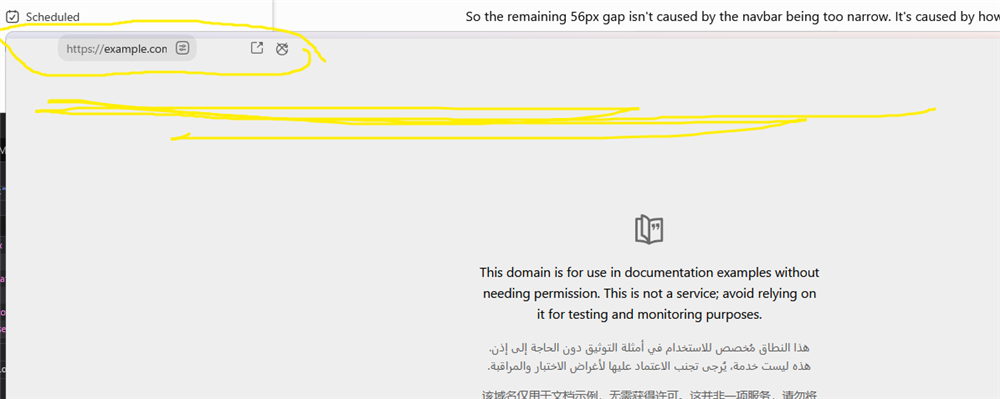 Scheduled
So the remaining 56px gap isn't caused by the navbar being too narrow. It's caused by how
https://example.com
This domain is for use in documentation examples without
needing permission. This is not a service; avoid relying on
it for testing and monitoring purposes.
هذا النطاق مُخصص للاستخدام في أمثلة التوثيق دون الحاجة إلى إذن.
هذه ليست خدمة، يُرجى تجنب الاعتماد عليها لأغراض الاختبار والمراقبة.
该域名仅用于文档示例，无需获得许可。这并非一项服务，请勿将